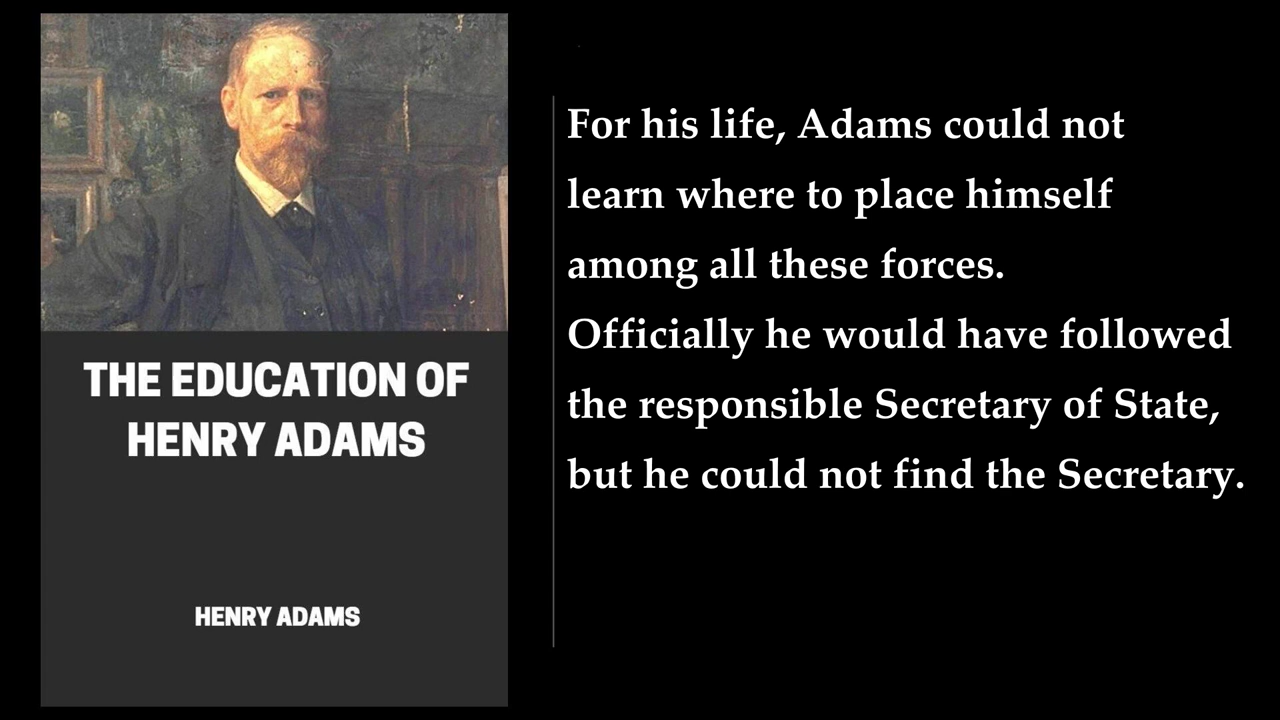 THE EDUCATION OF
HENRY ADAMS
HENRY ADAMS
For his life, Adams could not
learn where to place himself
among all these forces.
Officially he would have followed
the responsible Secretary of State,
but he could not find the Secretary.